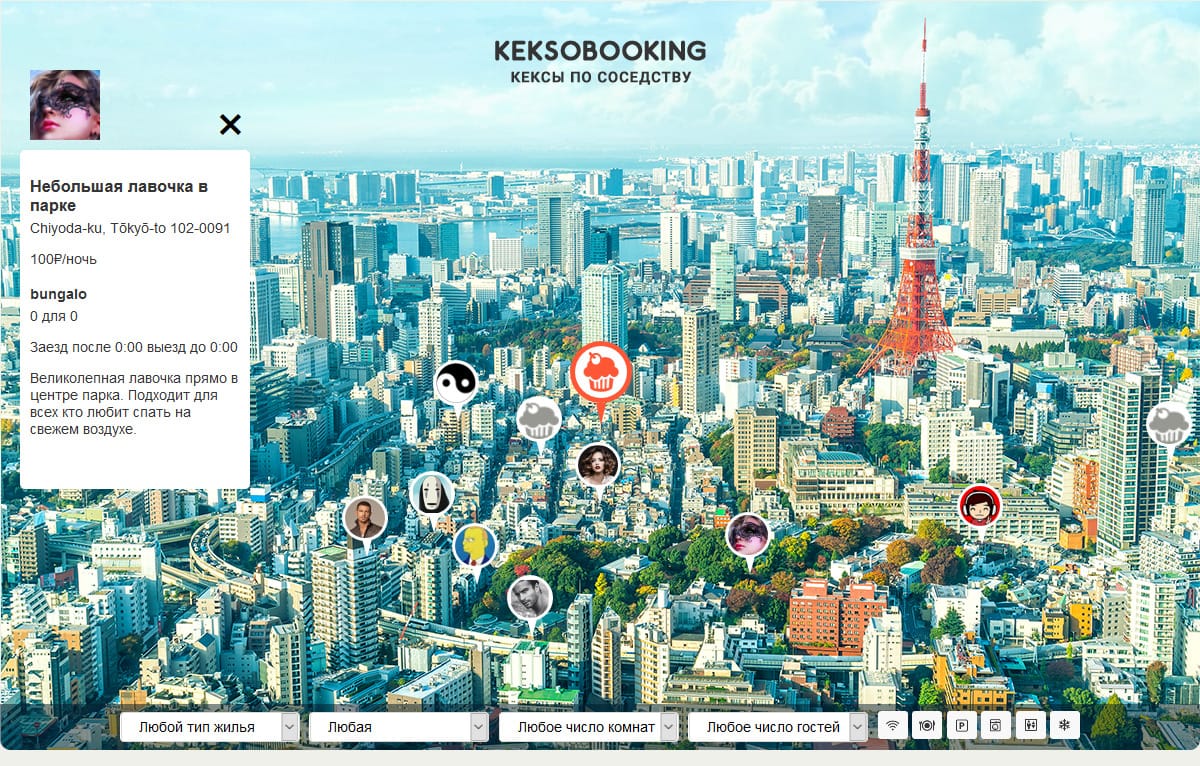 KEKSOBOOKING
КЕКСЫ ПО СОСЕДСТВУ
Небольшая лавочка в
парке
Chiyoda-ku, Tōkyō-to 102-0091
100₽/ночь
bungalo
0 для 0
Заезд после 0:00 выезд до 0:00
Великолепная лавочка прямо в
центре парка. Подходит для
всех кто любит спать на
свежем воздухе.
Любой тип жилья
Любая
Любое число комнат
Любое число гостей
P